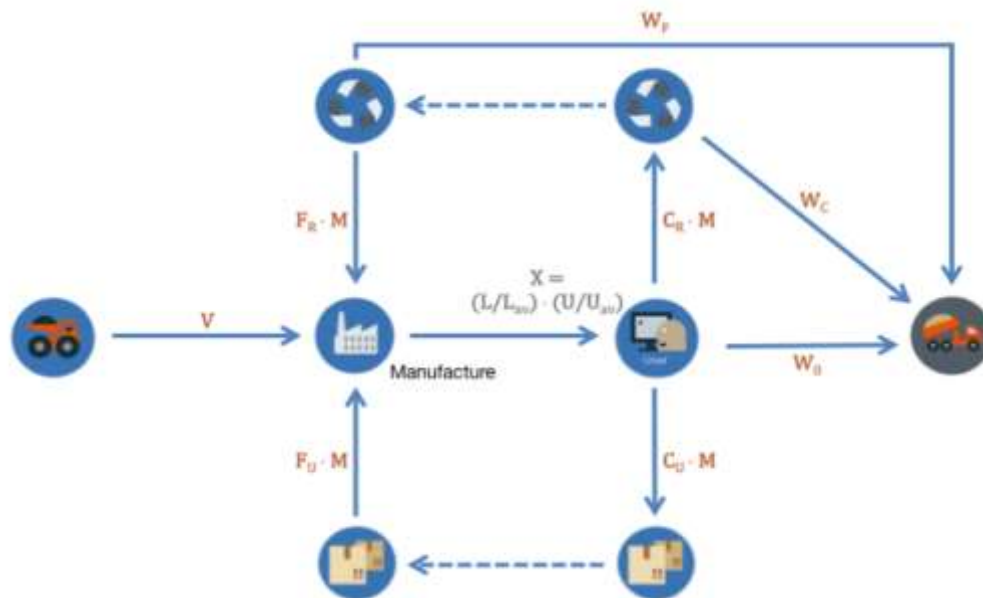 W_F
W_C
F_R · M
C_R · M
X =
(L/L_av) · (U/U_av)
V
W_0
Manufacture
F_U · M
C_U · M